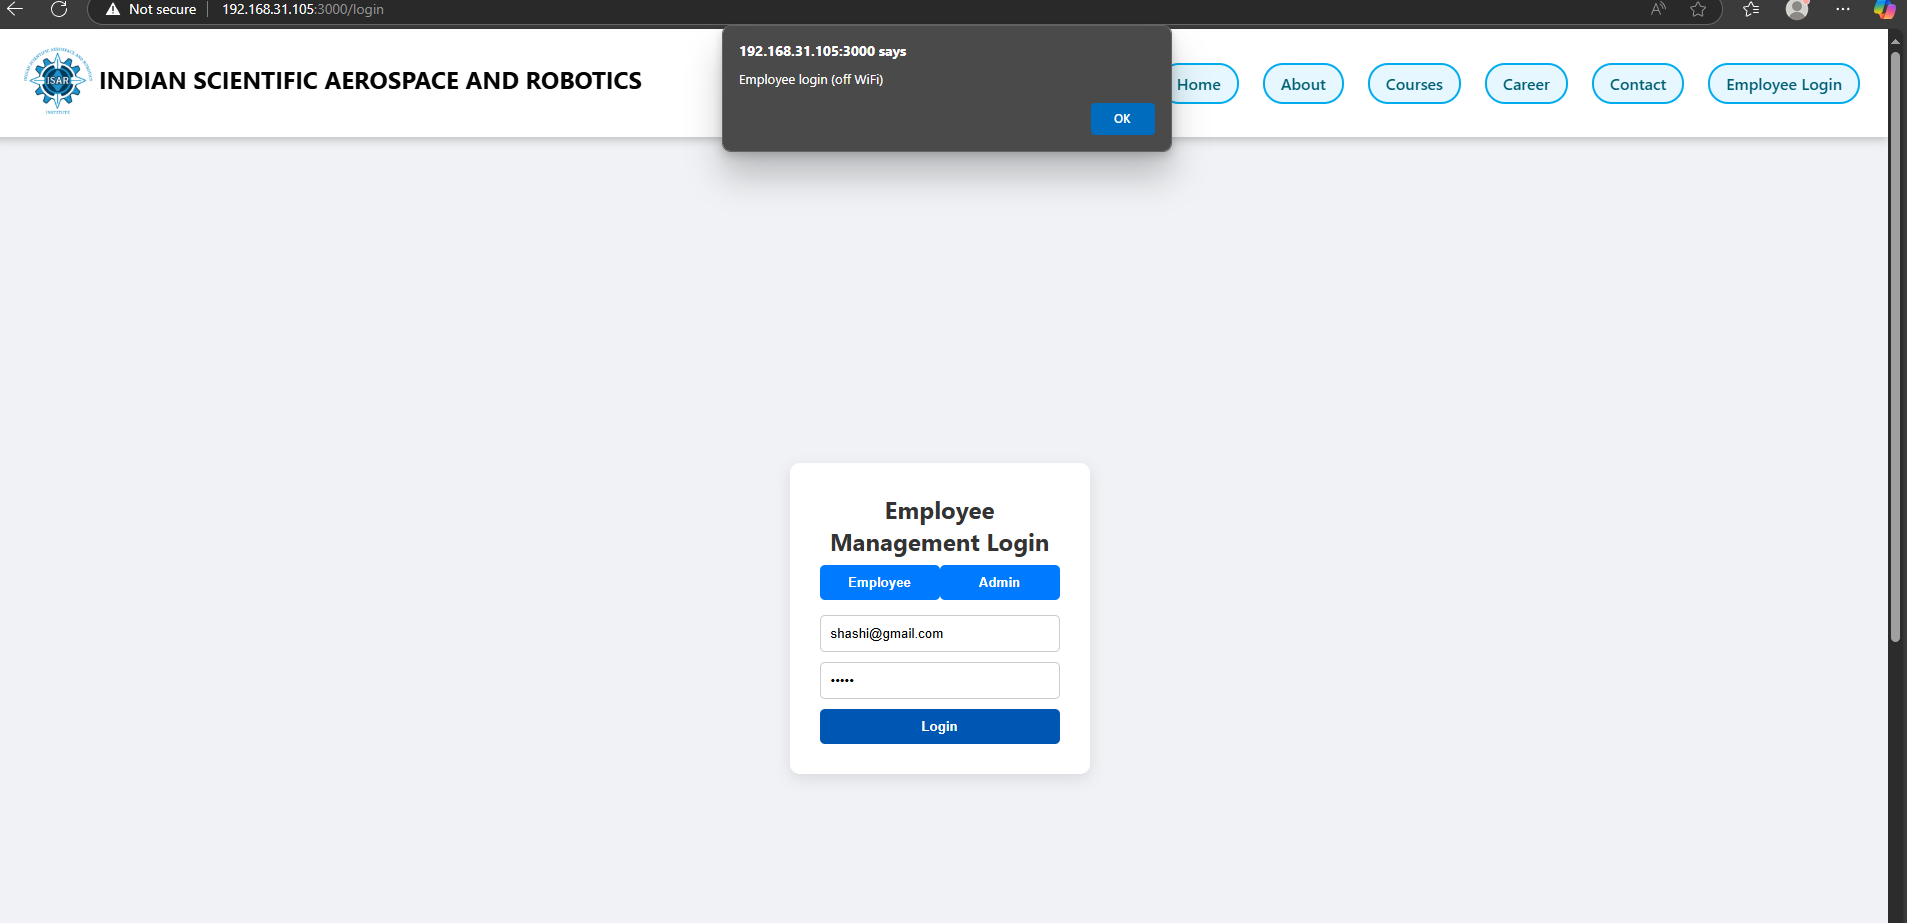 Not secure
192.168.31.105:3000/login
ISAR
INSTITUTE
INDIAN SCIENTIFIC AEROSPACE AND ROBOTICS
192.168.31.105:3000 says
Employee login (off WiFi)
OK
Home
About
Courses
Career
Contact
Employee Login
Employee
Management Login
Employee
Admin
shashi@gmail.com
•••••
Login